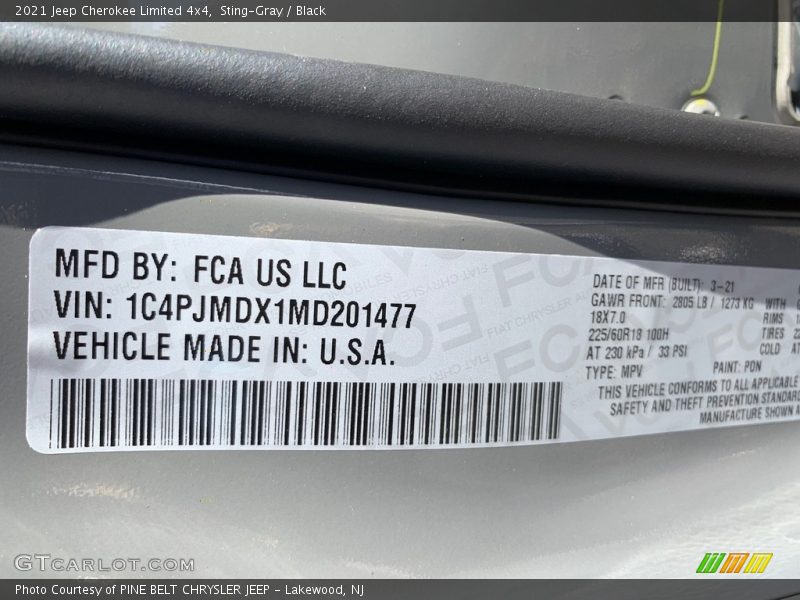 2021 Jeep Cherokee Limited 4x4, Sting-Gray / Black
MFD BY: FCA US LLC
VIN: 1C4PJMDX1MD201477
VEHICLE MADE IN: U.S.A.
DATE OF MFR (BUILT): 3-21
GAWR FRONT: 2805 LB / 1273 KG WITH
18X7.0 RIMS
225/60R18 100H TIRES
AT 230 kPa / 33 PSI COLD
TYPE: MPV PAINT: PDN
THIS VEHICLE CONFORMS TO ALL APPLICABLE
SAFETY AND THEFT PREVENTION STANDARD
MANUFACTURE SHOWN
GTCARLOT.COM
Photo Courtesy of PINE BELT CHRYSLER JEEP - Lakewood, NJ